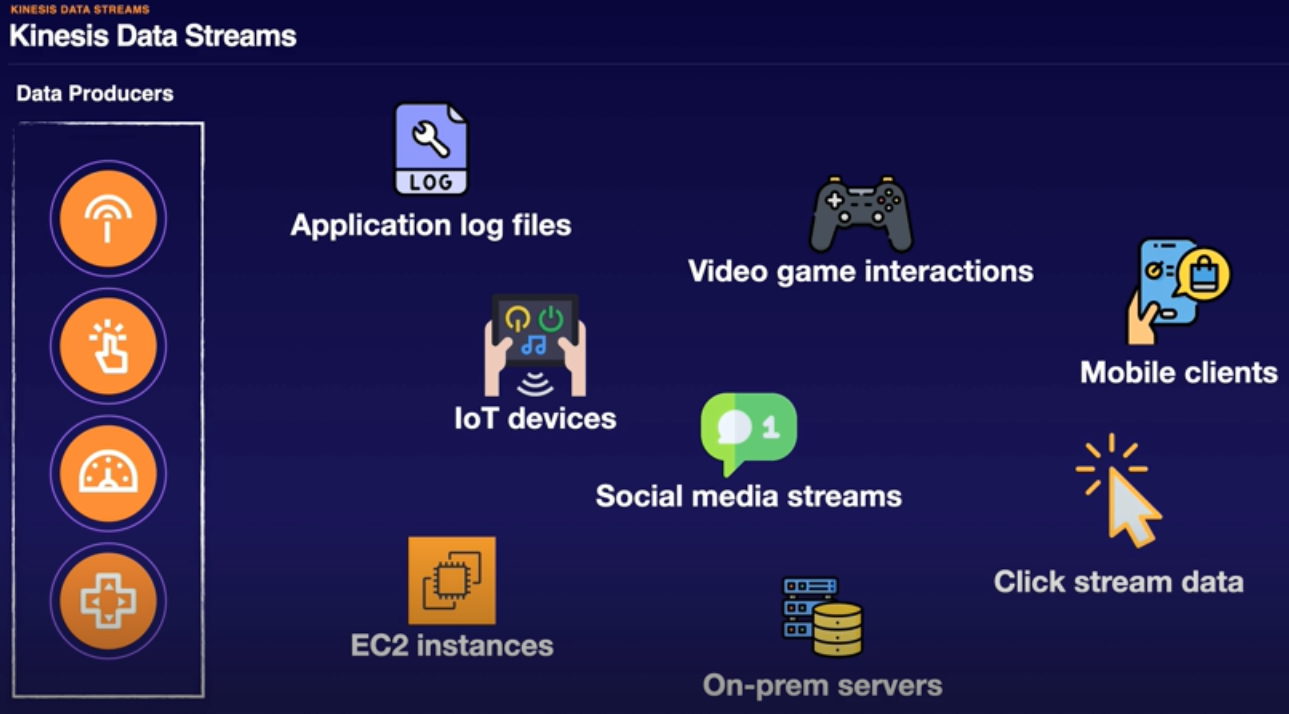 KINESIS DATA STREAMS
Kinesis Data Streams
Data Producers
LOG
Application log files
Video game interactions
Mobile clients
IoT devices
1
Social media streams
Click stream data
EC2 instances
On-prem servers